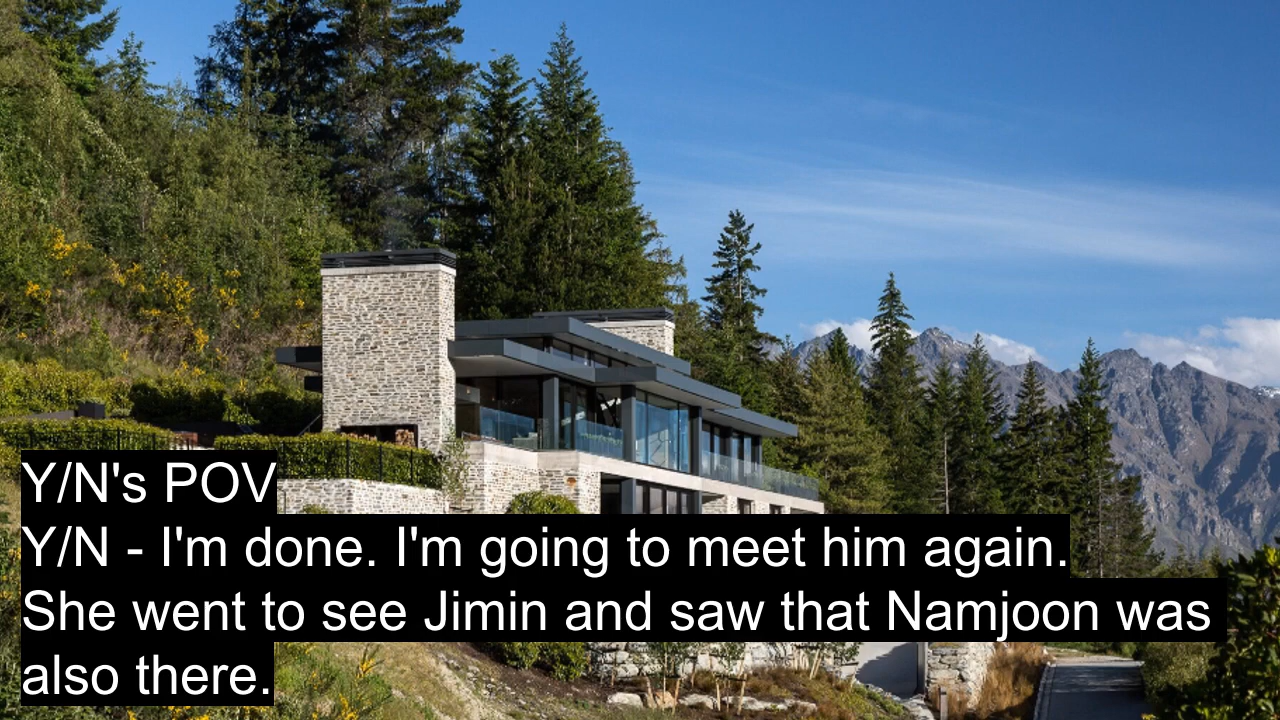 Y/N's POV
Y/N - I'm done. I'm going to meet him again.
She went to see Jimin and saw that Namjoon was
also there.